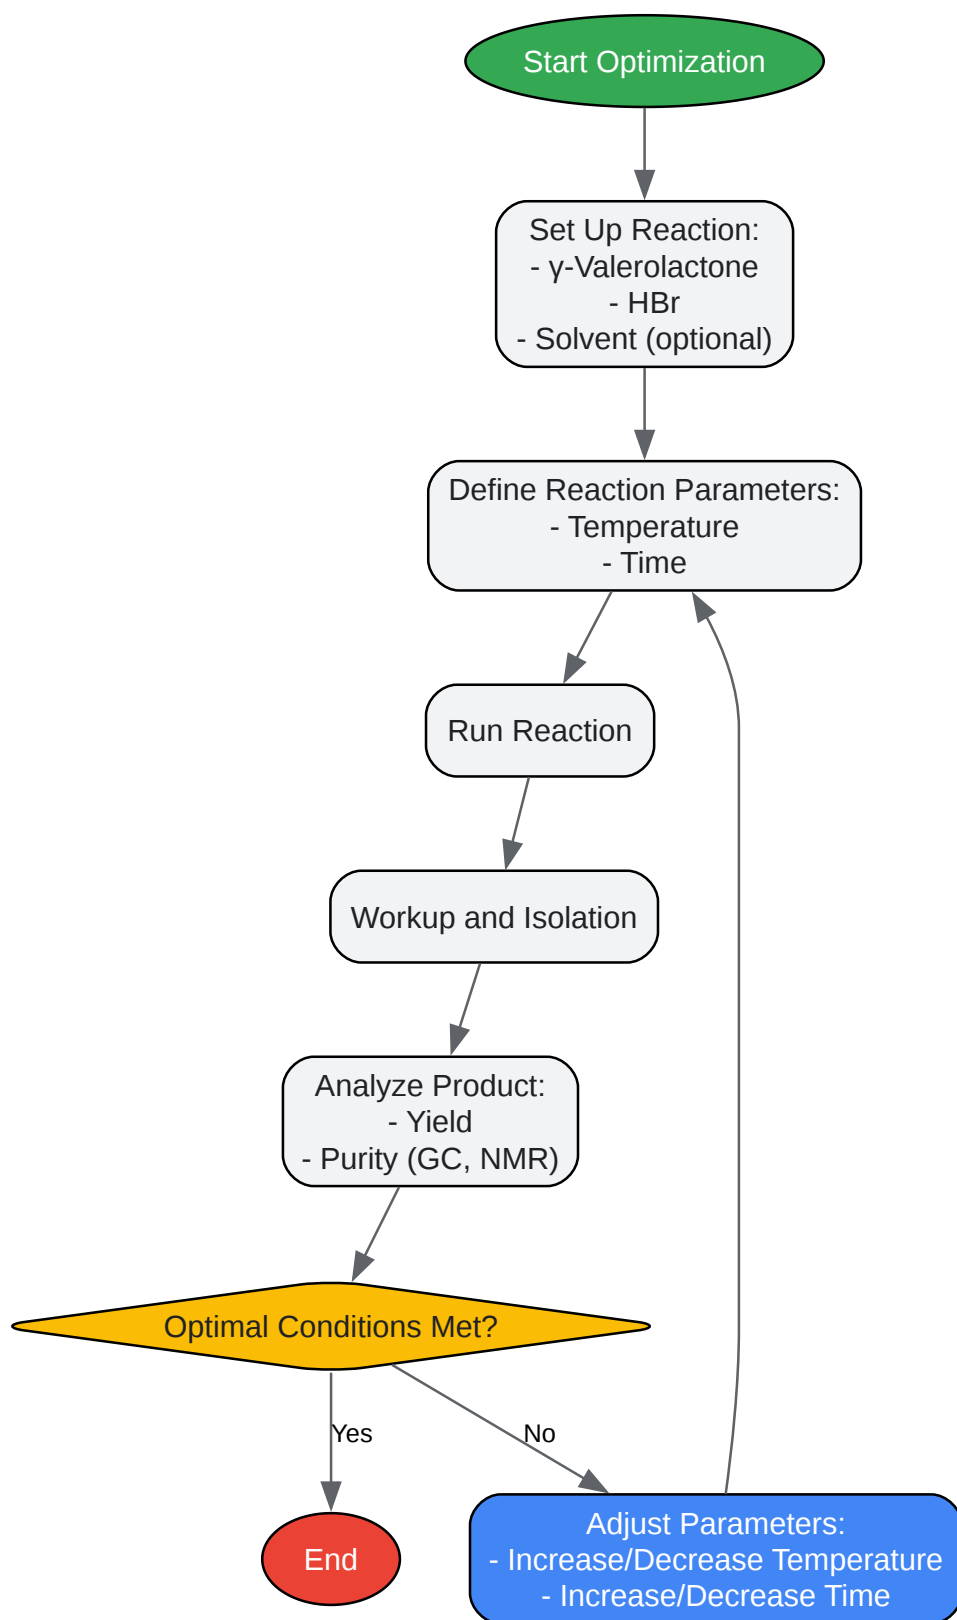 Start Optimization
Set Up Reaction:
- γ-Valerolactone
- HBr
- Solvent (optional)
Define Reaction Parameters:
- Temperature
- Time
Run Reaction
Workup and Isolation
Analyze Product:
- Yield
- Purity (GC, NMR)
Optimal Conditions Met?
Yes
No
End
Adjust Parameters:
- Increase/Decrease Temperature
- Increase/Decrease Time